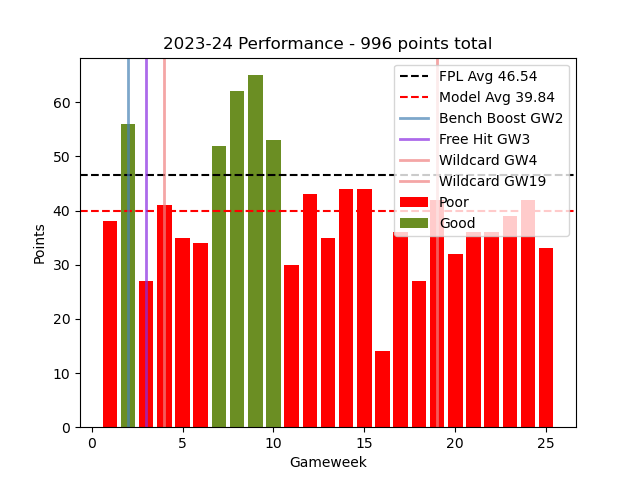 2023-24 Performance - 996 points total
FPL Avg 46.54
Model Avg 39.84
Bench Boost GW2
Free Hit GW3
Wildcard GW4
Wildcard GW19
Poor
Good
60
50
40
30
20
10
0
Points
0 5 10 15 20 25
Gameweek